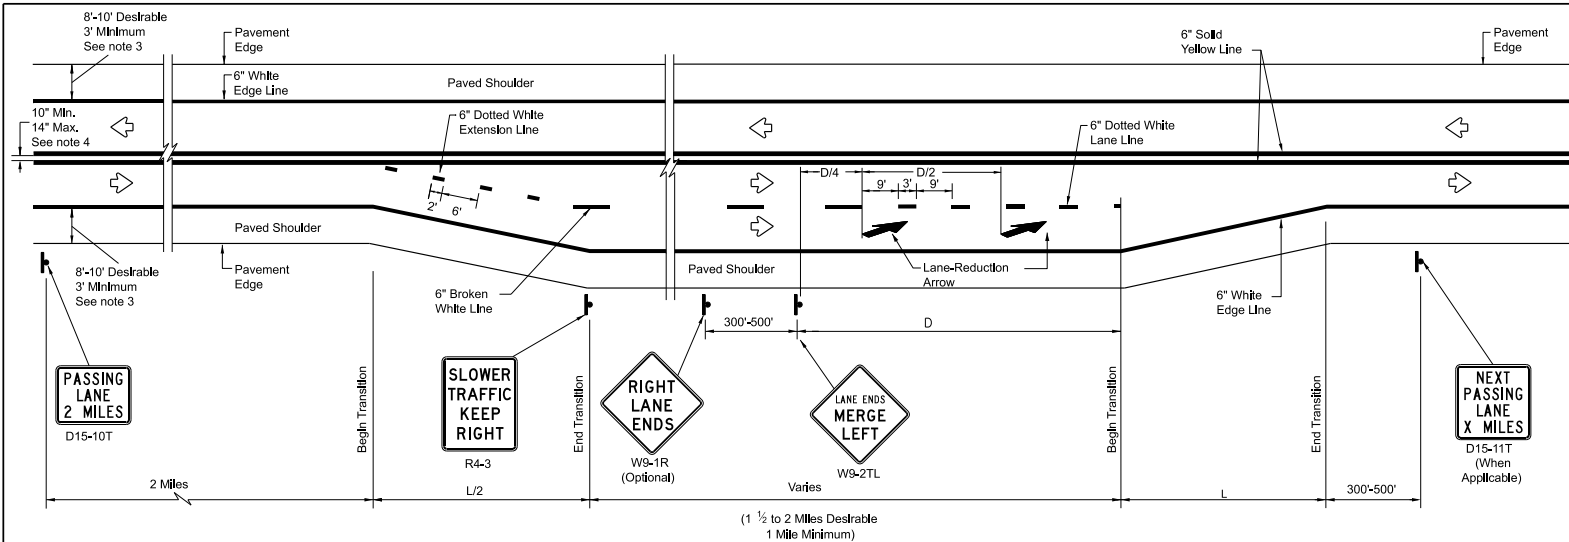 8'-10' Desirable
3' Minimum
See note 3
Pavement
Edge
6" Solid
Yellow Line
Pavement
Edge
6" White
Edge Line
Paved Shoulder
10" Min.
14" Max.
See note 4
6" Dotted White
Extension Line
6" Dotted White
Lane Line
D/4
D/2
9'
3'
9'
2'
6'
Paved Shoulder
8'-10' Desirable
3' Minimum
See note 3
Pavement
Edge
Paved Shoulder
Lane-Reduction
Arrow
6" Broken
White Line
6" White
Edge Line
300'-500'
D
PASSING
LANE
2 MILES
D15-10T
Begin Transition
SLOWER
TRAFFIC
KEEP
RIGHT
R4-3
End Transition
RIGHT
LANE
ENDS
W9-1R
(Optional)
LANE ENDS
MERGE
LEFT
W9-2TL
Begin Transition
End Transition
NEXT
PASSING
LANE
X MILES
D15-11T
(When
Applicable)
2 Miles
L/2
Varies
L
300'-500'
(1 1/2 to 2 Miles Desirable
1 Mile Minimum)